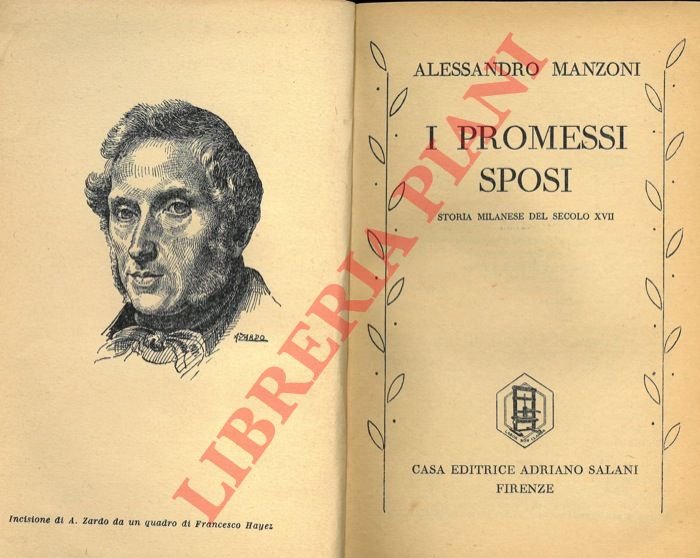 A. ZARDO
Incisione di A. Zardo da un quadro di Francesco Hayez
ALESSANDRO MANZONI
I PROMESSI
SPOSI
STORIA MILANESE DEL SECOLO XVII
CASA EDITRICE ADRIANO SALANI
FIRENZE
LIBRERIA PIANI